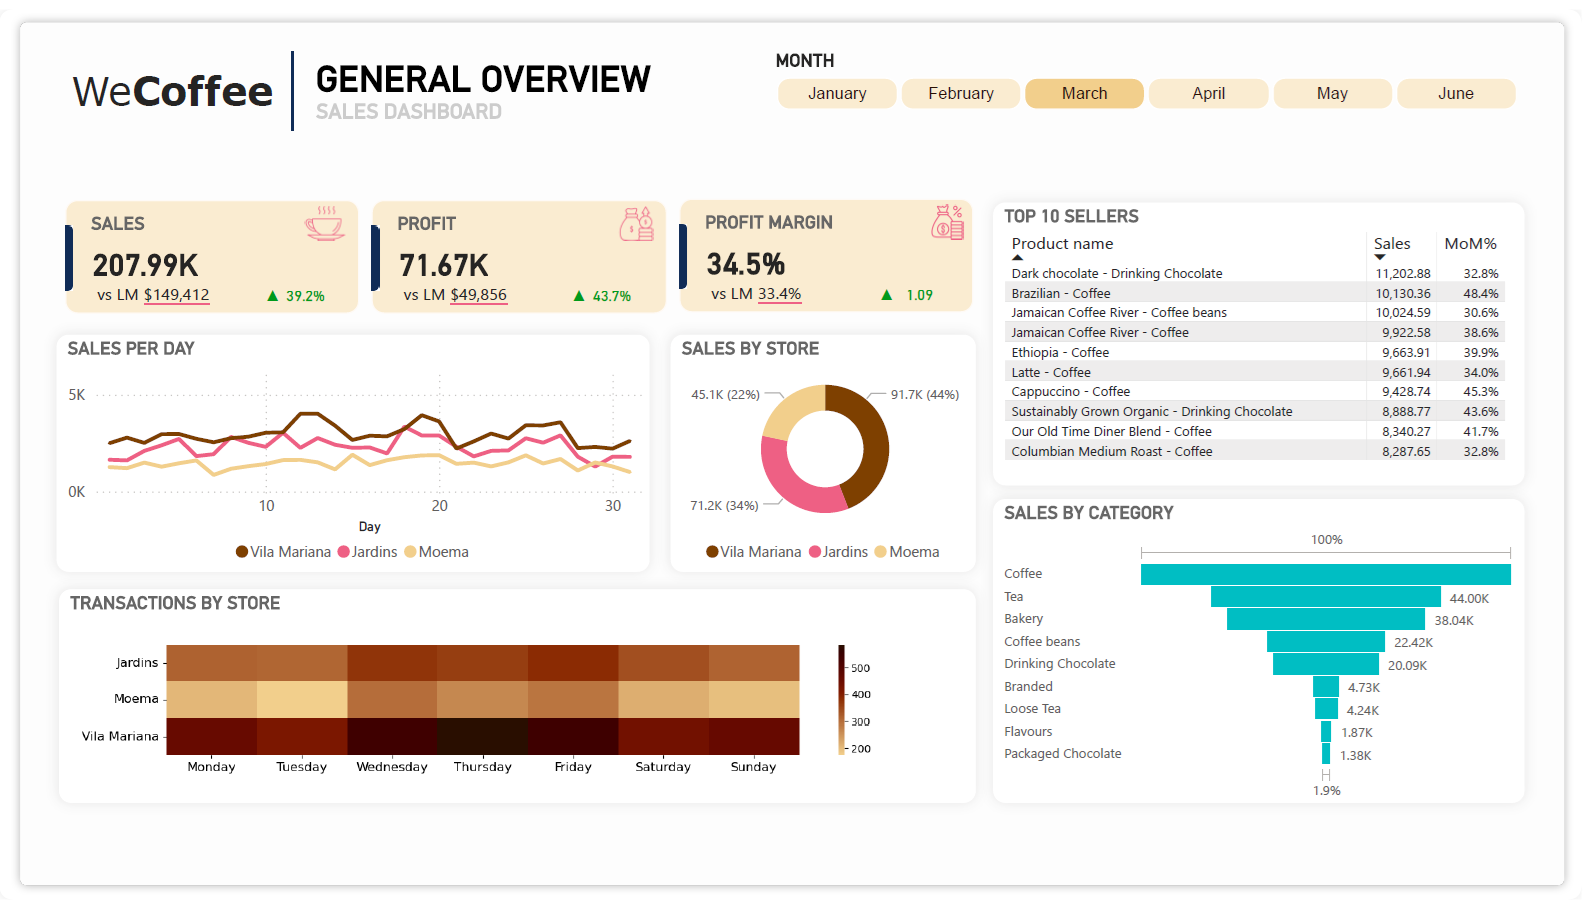 WeCoffee
GENERAL OVERVIEW
SALES DASHBOARD
MONTH
January February March April May June
SALES
207.99K
vs LM $149,412 ▲ 39.2%
PROFIT
71.67K
vs LM $49,856 ▲ 43.7%
PROFIT MARGIN
34.5%
vs LM 33.4% ▲ 1.09
TOP 10 SELLERS
Product name Sales MoM%
Dark chocolate - Drinking Chocolate 11,202.88 32.8%
Brazilian - Coffee 10,130.36 48.4%
Jamaican Coffee River - Coffee beans 10,024.59 30.6%
Jamaican Coffee River - Coffee 9,922.58 38.6%
Ethiopia - Coffee 9,663.91 39.9%
Latte - Coffee 9,661.94 34.0%
Cappuccino - Coffee 9,428.74 45.3%
Sustainably Grown Organic - Drinking Chocolate 8,888.77 43.6%
Our Old Time Diner Blend - Coffee 8,340.27 41.7%
Columbian Medium Roast - Coffee 8,287.65 32.8%
SALES PER DAY
5K
0K
10 20 30
Day
Vila Mariana Jardins Moema
SALES BY STORE
45.1K (22%) 91.7K (44%)
71.2K (34%)
Vila Mariana Jardins Moema
TRANSACTIONS BY STORE
Jardins
Moema
Vila Mariana
Monday Tuesday Wednesday Thursday Friday Saturday Sunday
500
400
300
200
SALES BY CATEGORY
100%
Coffee
Tea 44.00K
Bakery 38.04K
Coffee beans 22.42K
Drinking Chocolate 20.09K
Branded 4.73K
Loose Tea 4.24K
Flavours 1.87K
Packaged Chocolate 1.38K
1.9%